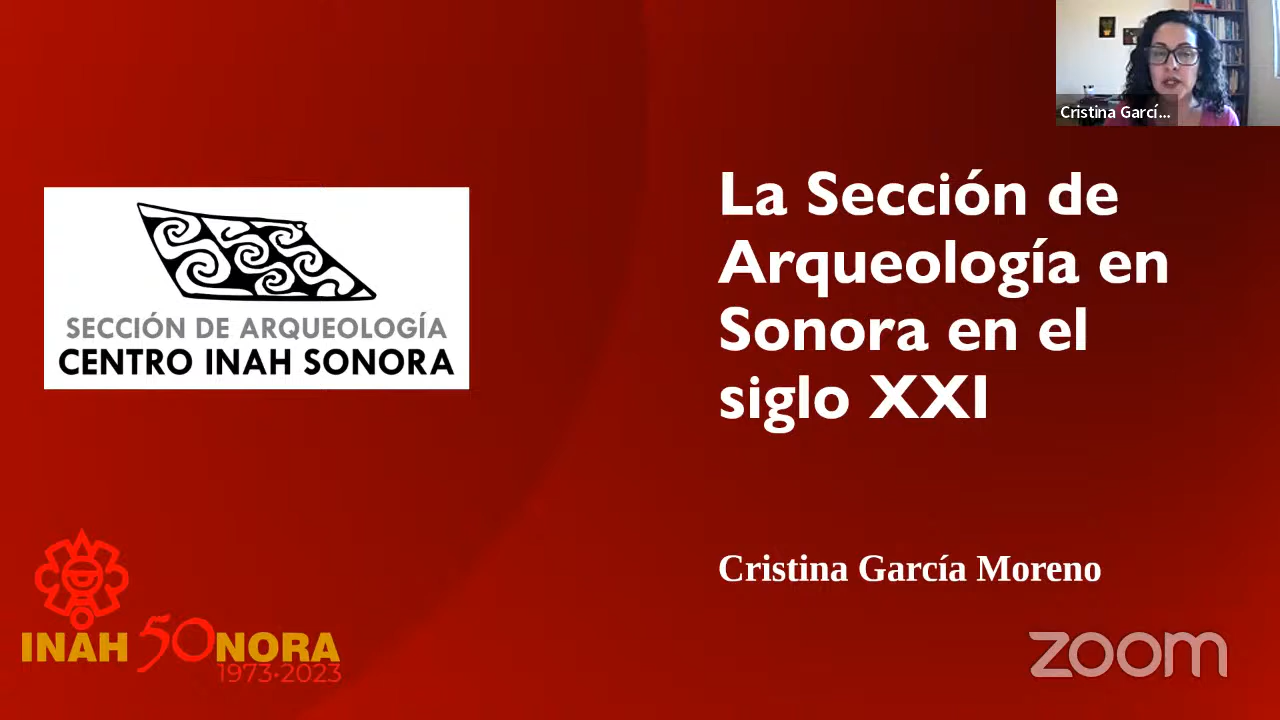 Cristina Garcí...
La Sección de
Arqueología en
Sonora en el
siglo XXI
SECCIÓN DE ARQUEOLOGÍA
CENTRO INAH SONORA
Cristina García Moreno
INAH 50NORA
1973•2023
zoom